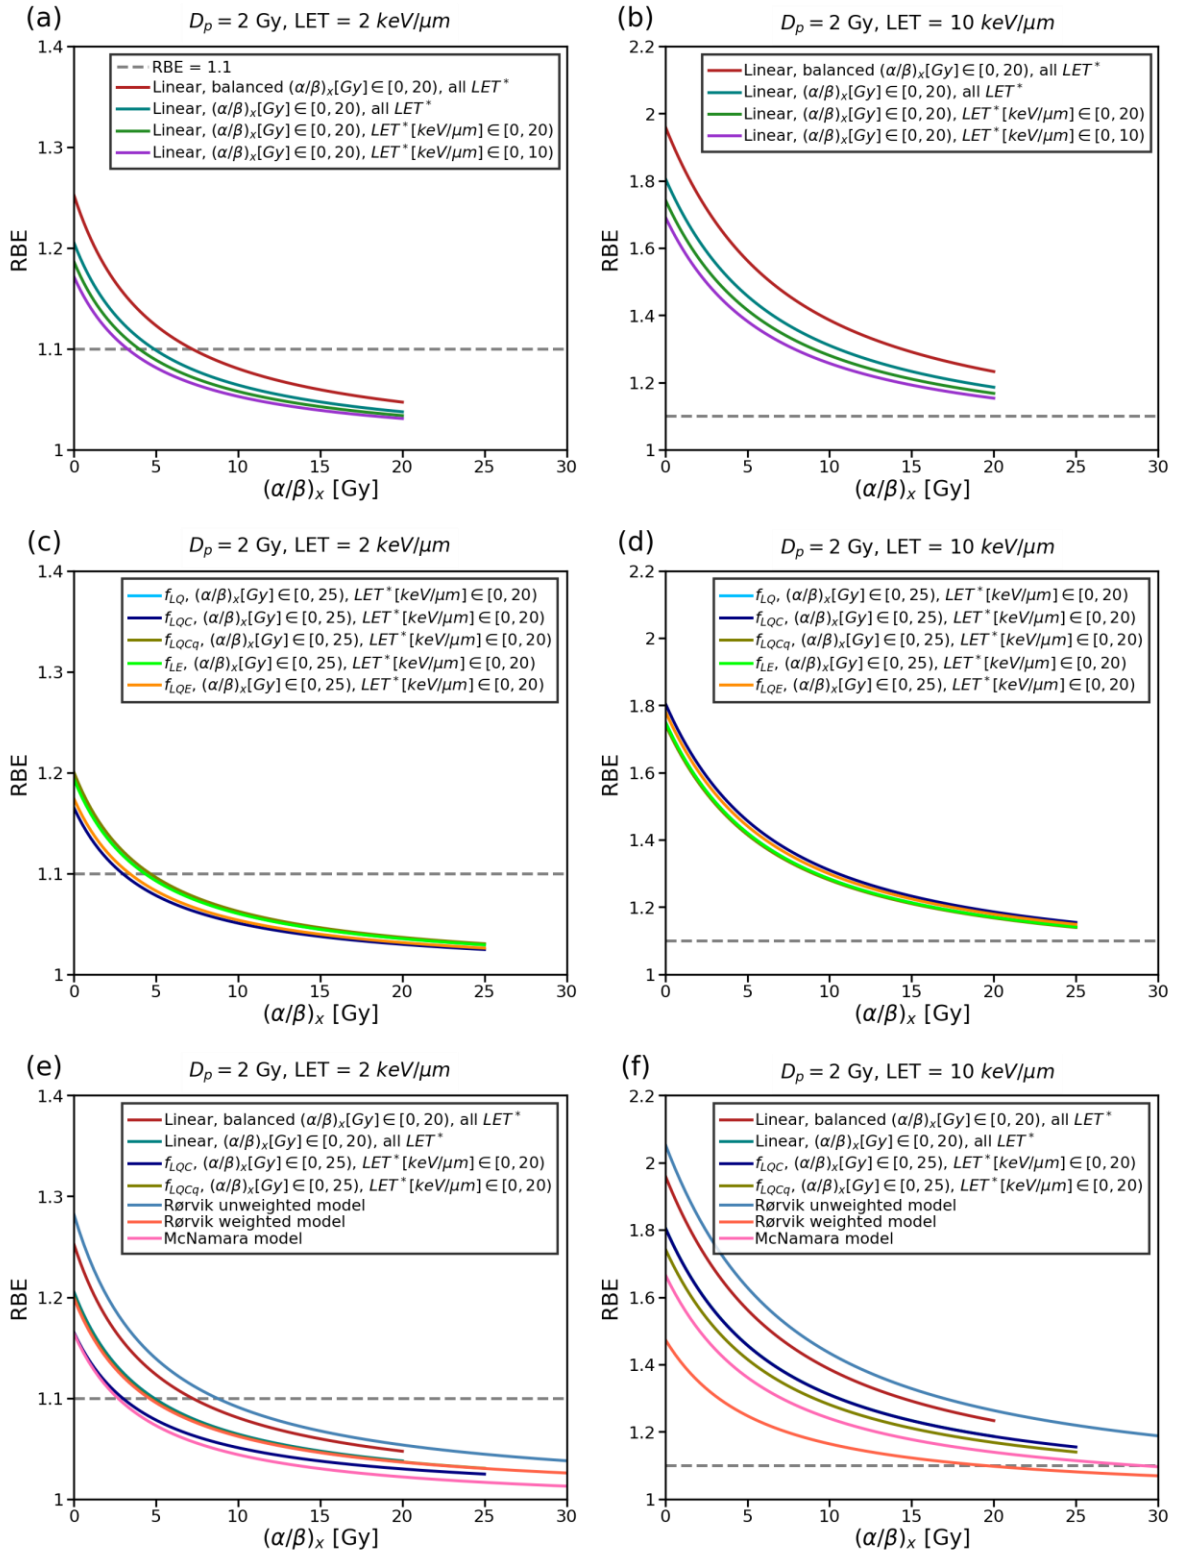 (a)
D_p = 2 Gy, LET = 2 keV/μm
1.4
1.3
1.2
1.1
1
RBE
RBE = 1.1
Linear, balanced (α/β)_x[Gy] ∈ [0, 20), all LET*
Linear, (α/β)_x[Gy] ∈ [0, 20), all LET*
Linear, (α/β)_x[Gy] ∈ [0, 20), LET*[keV/μm] ∈ [0, 20)
Linear, (α/β)_x[Gy] ∈ [0, 20), LET*[keV/μm] ∈ [0, 10)
0 5 10 15 20 25 30
(α/β)_x [Gy]
(b)
D_p = 2 Gy, LET = 10 keV/μm
2.2
2
1.8
1.6
1.4
1.2
1
RBE
Linear, balanced (α/β)_x[Gy] ∈ [0, 20), all LET*
Linear, (α/β)_x[Gy] ∈ [0, 20), all LET*
Linear, (α/β)_x[Gy] ∈ [0, 20), LET*[keV/μm] ∈ [0, 20)
Linear, (α/β)_x[Gy] ∈ [0, 20), LET*[keV/μm] ∈ [0, 10)
0 5 10 15 20 25 30
(α/β)_x [Gy]
(c)
D_p = 2 Gy, LET = 2 keV/μm
1.4
1.3
1.2
1.1
1
RBE
f_LQ, (α/β)_x[Gy] ∈ [0, 25), LET*[keV/μm] ∈ [0, 20)
f_LQC, (α/β)_x[Gy] ∈ [0, 25), LET*[keV/μm] ∈ [0, 20)
f_LQCq, (α/β)_x[Gy] ∈ [0, 25), LET*[keV/μm] ∈ [0, 20)
f_LE, (α/β)_x[Gy] ∈ [0, 25), LET*[keV/μm] ∈ [0, 20)
f_LQE, (α/β)_x[Gy] ∈ [0, 25), LET*[keV/μm] ∈ [0, 20)
0 5 10 15 20 25 30
(α/β)_x [Gy]
(d)
D_p = 2 Gy, LET = 10 keV/μm
2.2
2
1.8
1.6
1.4
1.2
1
RBE
f_LQ, (α/β)_x[Gy] ∈ [0, 25), LET*[keV/μm] ∈ [0, 20)
f_LQC, (α/β)_x[Gy] ∈ [0, 25), LET*[keV/μm] ∈ [0, 20)
f_LQCq, (α/β)_x[Gy] ∈ [0, 25), LET*[keV/μm] ∈ [0, 20)
f_LE, (α/β)_x[Gy] ∈ [0, 25), LET*[keV/μm] ∈ [0, 20)
f_LQE, (α/β)_x[Gy] ∈ [0, 25), LET*[keV/μm] ∈ [0, 20)
0 5 10 15 20 25 30
(α/β)_x [Gy]
(e)
D_p = 2 Gy, LET = 2 keV/μm
1.4
1.3
1.2
1.1
1
RBE
Linear, balanced (α/β)_x[Gy] ∈ [0, 20), all LET*
Linear, (α/β)_x[Gy] ∈ [0, 20), all LET*
f_LQC, (α/β)_x[Gy] ∈ [0, 25), LET*[keV/μm] ∈ [0, 20)
f_LQCq, (α/β)_x[Gy] ∈ [0, 25), LET*[keV/μm] ∈ [0, 20)
Rørvik unweighted model
Rørvik weighted model
McNamara model
0 5 10 15 20 25 30
(α/β)_x [Gy]
(f)
D_p = 2 Gy, LET = 10 keV/μm
2.2
2
1.8
1.6
1.4
1.2
1
RBE
Linear, balanced (α/β)_x[Gy] ∈ [0, 20), all LET*
Linear, (α/β)_x[Gy] ∈ [0, 20), all LET*
f_LQC, (α/β)_x[Gy] ∈ [0, 25), LET*[keV/μm] ∈ [0, 20)
f_LQCq, (α/β)_x[Gy] ∈ [0, 25), LET*[keV/μm] ∈ [0, 20)
Rørvik unweighted model
Rørvik weighted model
McNamara model
0 5 10 15 20 25 30
(α/β)_x [Gy]